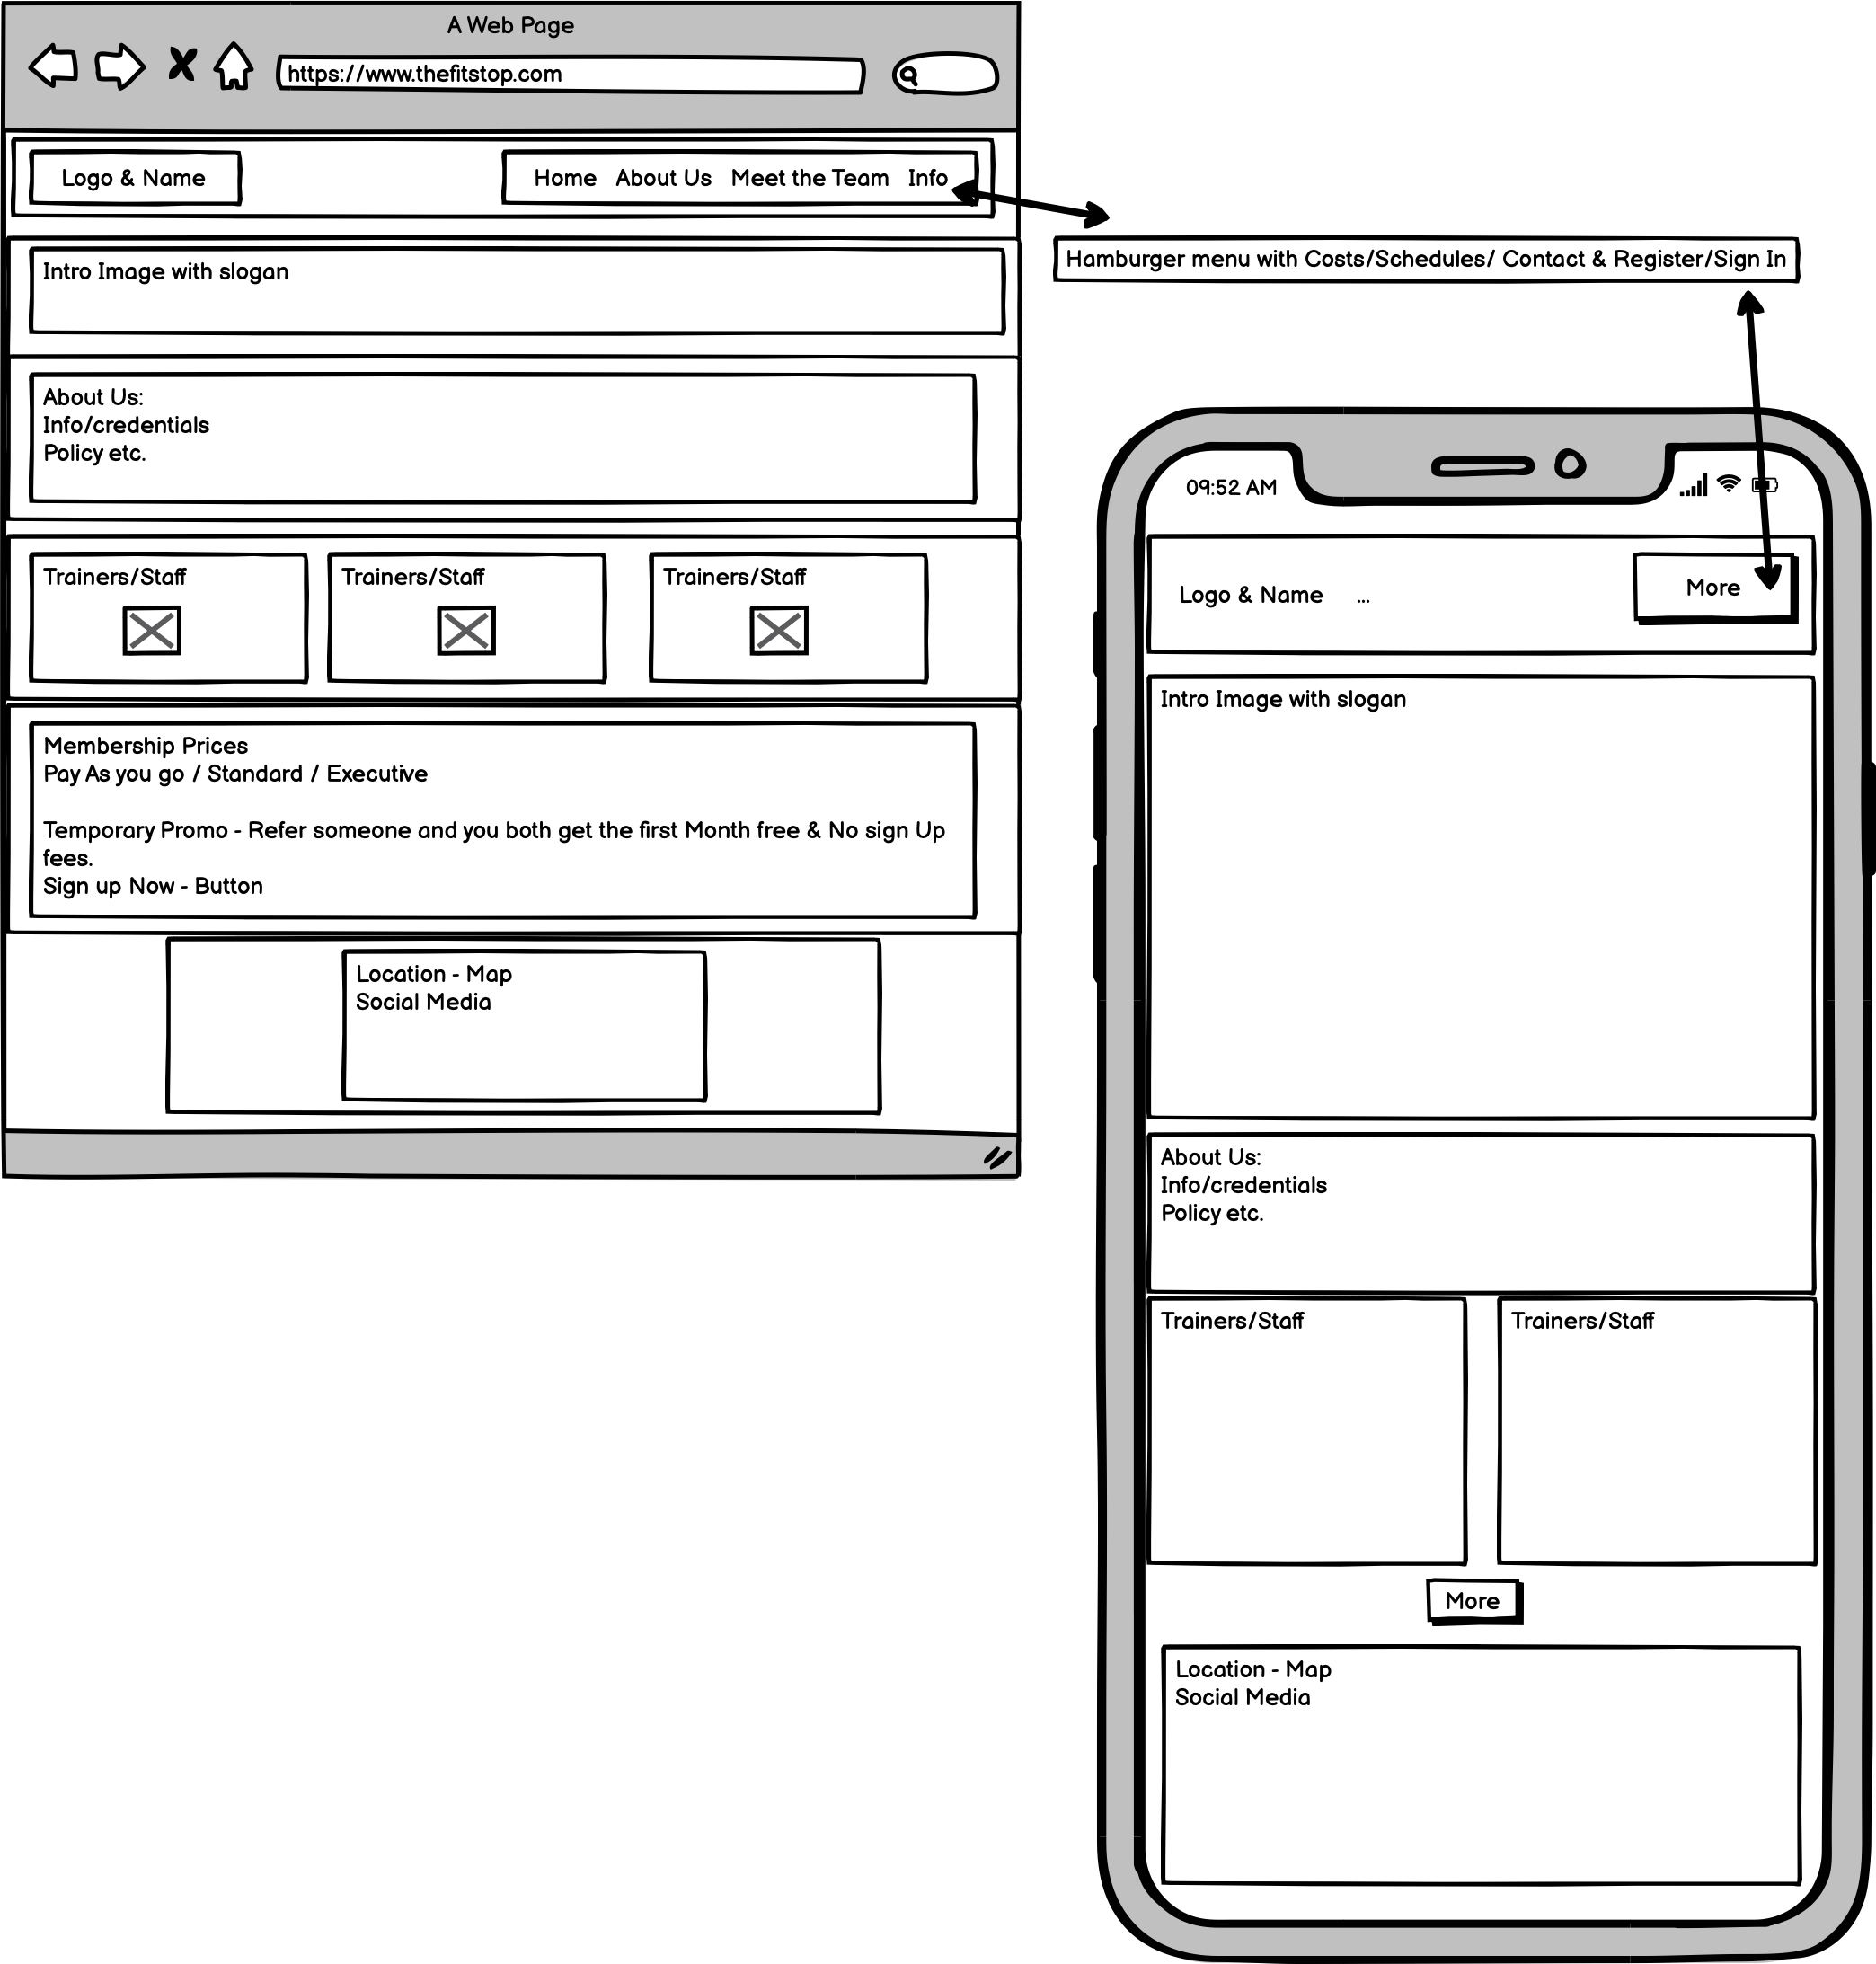 A Web Page
https://www.thefitstop.com
Logo & Name
Home About Us Meet the Team Info
Intro Image with slogan
About Us:
Info/credentials
Policy etc.
Trainers/Staff
Trainers/Staff
Trainers/Staff
Membership Prices
Pay As you go / Standard / Executive
Temporary Promo - Refer someone and you both get the first Month free & No sign Up
fees.
Sign up Now - Button
Location - Map
Social Media
Hamburger menu with Costs/Schedules/ Contact & Register/Sign In
09:52 AM
Logo & Name ...
More
Intro Image with slogan
About Us:
Info/credentials
Policy etc.
Trainers/Staff
Trainers/Staff
More
Location - Map
Social Media